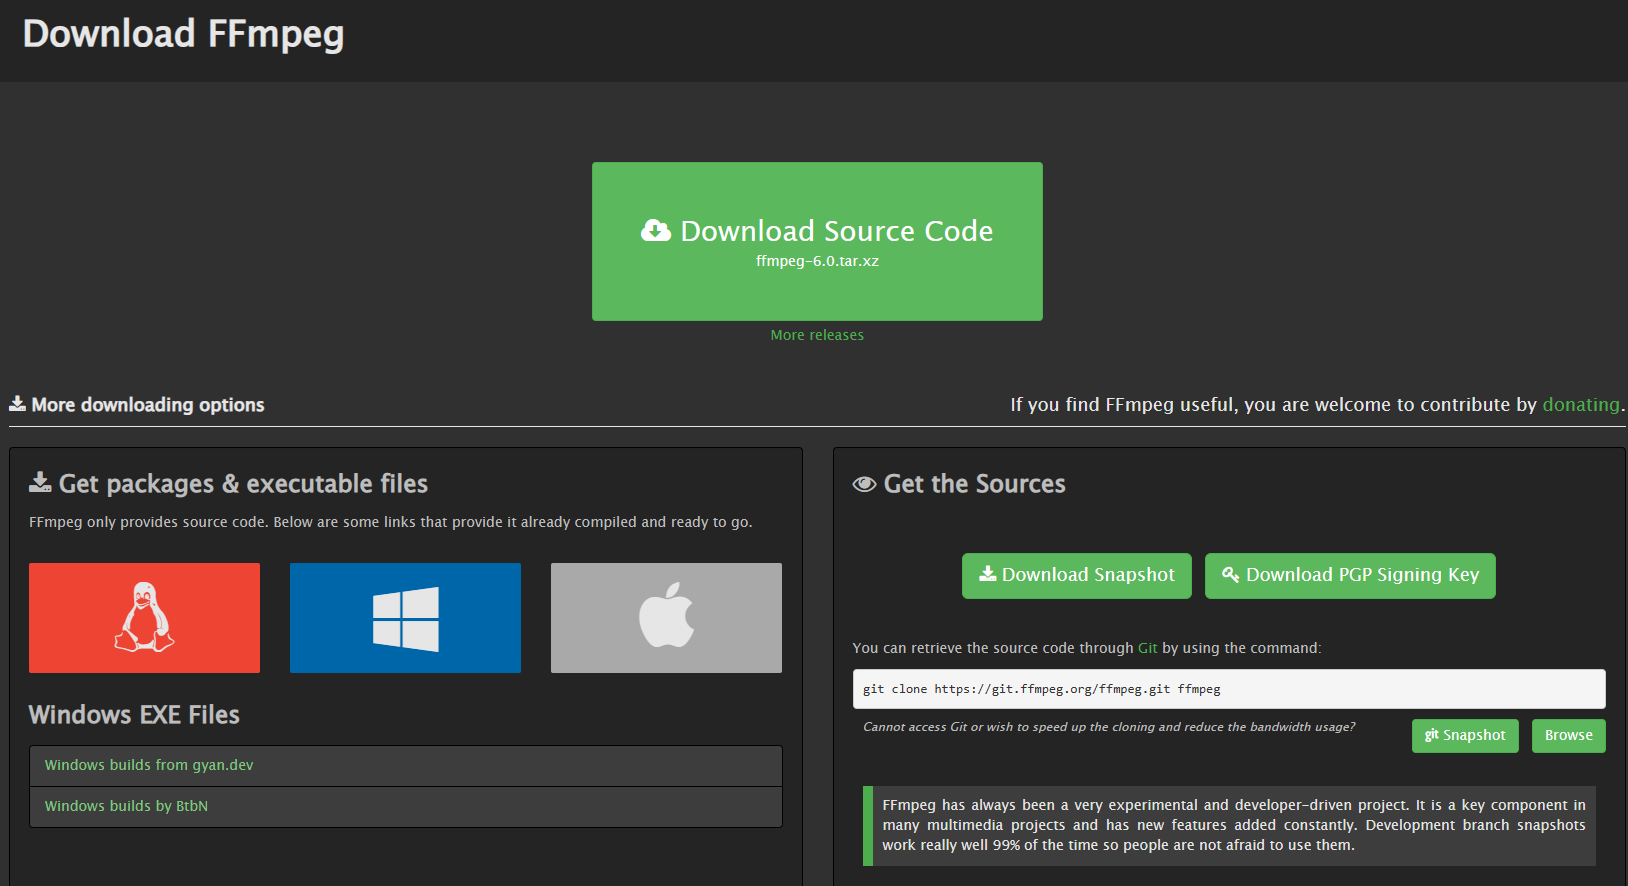 Download FFmpeg
Download Source Code
ffmpeg-6.0.tar.xz
More releases
More downloading options
If you find FFmpeg useful, you are welcome to contribute by donating.
Get packages & executable files
FFmpeg only provides source code. Below are some links that provide it already compiled and ready to go.
Windows EXE Files
Windows builds from gyan.dev
Windows builds by BtbN
Get the Sources
Download Snapshot
Download PGP Signing Key
You can retrieve the source code through Git by using the command:
git clone https://git.ffmpeg.org/ffmpeg.git ffmpeg
Cannot access Git or wish to speed up the cloning and reduce the bandwidth usage?
git Snapshot
Browse
FFmpeg has always been a very experimental and developer-driven project. It is a key component in
many multimedia projects and has new features added constantly. Development branch snapshots
work really well 99% of the time so people are not afraid to use them.